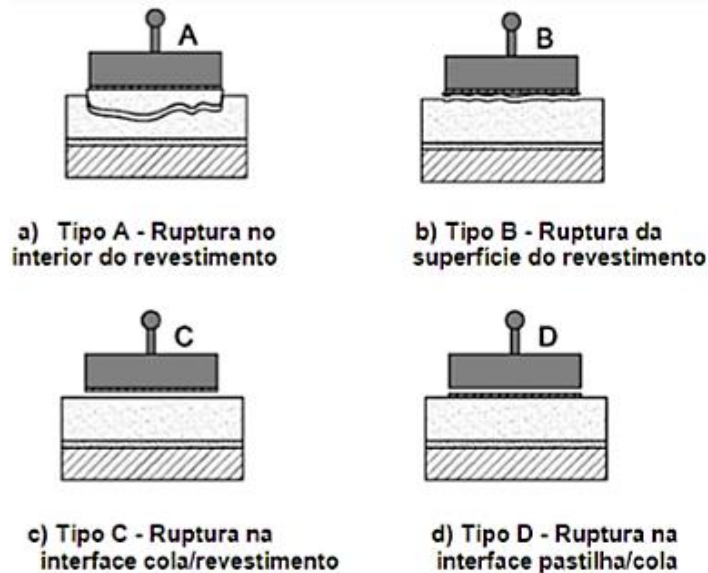 A
B
a) Tipo A - Ruptura no
interior do revestimento
b) Tipo B - Ruptura da
superfície do revestimento
C
D
c) Tipo C - Ruptura na
interface cola/revestimento
d) Tipo D - Ruptura na
interface pastilha/cola